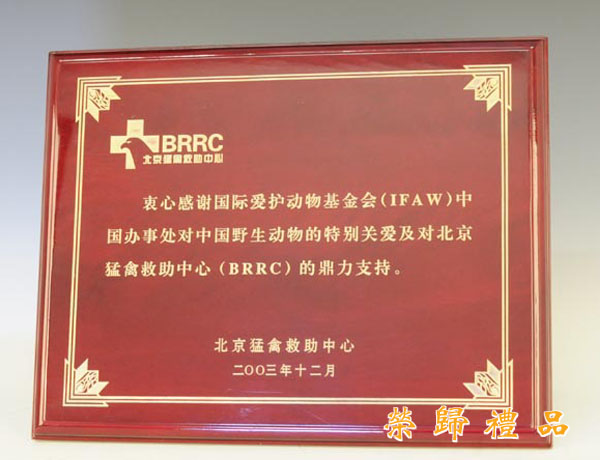 BRRC
北京猛禽救助中心
衷心感谢国际爱护动物基金会(IFAW)中
国办事处对中国野生动物的特别关爱及对北京
猛禽救助中心(BRRC)的鼎力支持。
北京猛禽救助中心
二OO三年十二月
榮歸禮品